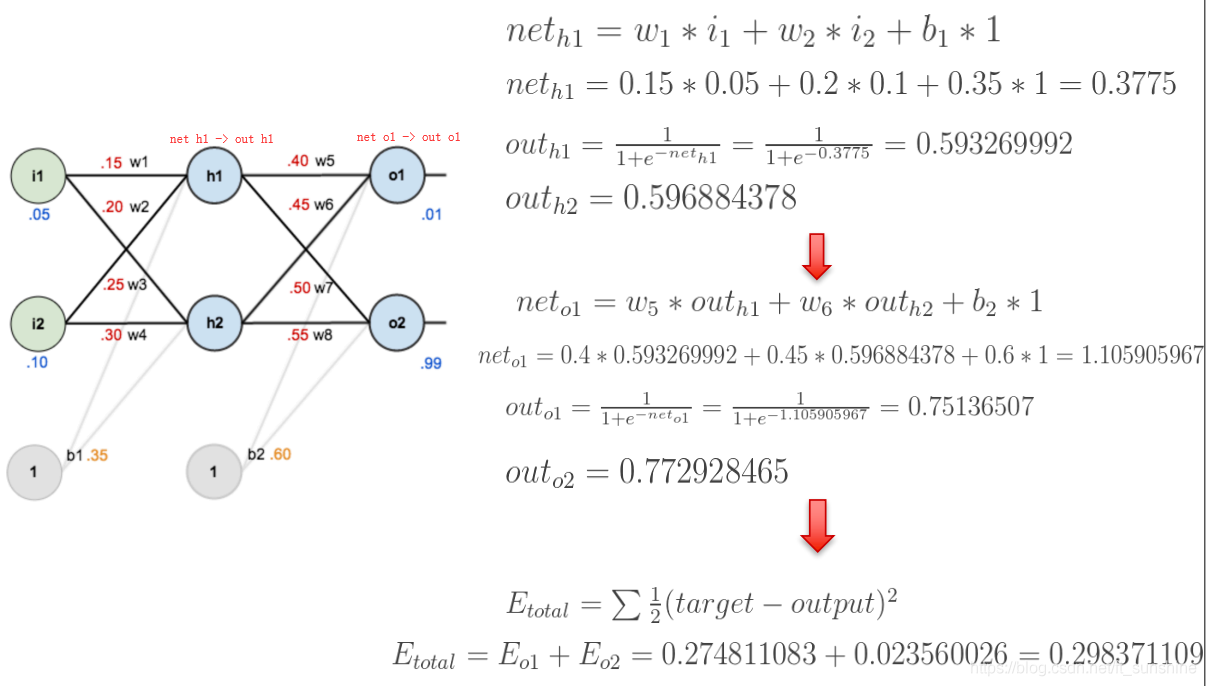 net h1 -> out h1
net o1 -> out o1
i1
.15 w1
h1
.40 w5
o1
.05
.20 w2
.45 w6
.01
.25 w3
.50 w7
i2
.30 w4
h2
.55 w8
o2
.10
.99
1
b1 .35
1
b2 .60
net_{h1} = w_1 * i_1 + w_2 * i_2 + b_1 * 1
net_{h1} = 0.15 * 0.05 + 0.2 * 0.1 + 0.35 * 1 = 0.3775
out_{h1} = \frac{1}{1+e^{-net_{h1}}} = \frac{1}{1+e^{-0.3775}} = 0.593269992
out_{h2} = 0.596884378
net_{o1} = w_5 * out_{h1} + w_6 * out_{h2} + b_2 * 1
net_{o1} = 0.4 * 0.593269992 + 0.45 * 0.596884378 + 0.6 * 1 = 1.105905967
out_{o1} = \frac{1}{1+e^{-net_{o1}}} = \frac{1}{1+e^{-1.105905967}} = 0.75136507
out_{o2} = 0.772928465
E_{total} = \sum \frac{1}{2}(target - output)^2
E_{total} = E_{o1} + E_{o2} = 0.274811083 + 0.023560026 = 0.298371109